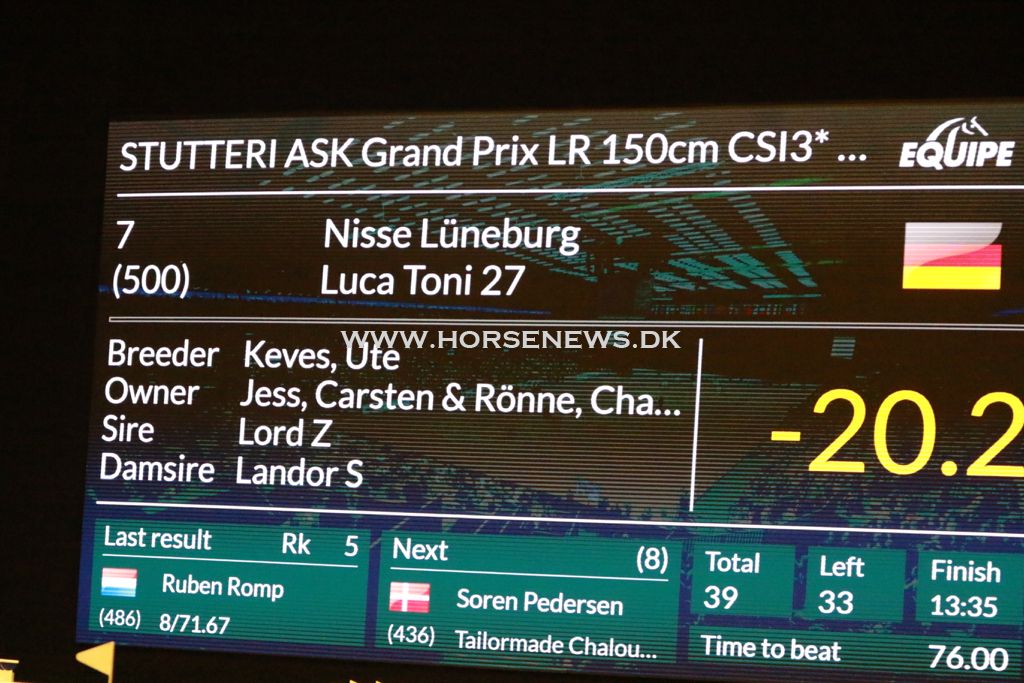 STUTTERI ASK Grand Prix LR 150cm CSI3* ... EQUIPE
7 Nisse Lüneburg
(500) Luca Toni 27
WWW.HORSENEWS.DK
Breeder Keves, Ute
Owner Jess, Carsten & Rönne, Cha...
Sire Lord Z
Damsire Landor S
-20.2
Last result Rk 5
Ruben Romp
(486) 8/71.67
Next (8)
Soren Pedersen
(436) Tailormade Chalou...
Total
39
Left
33
Finish
13:35
Time to beat
76.00